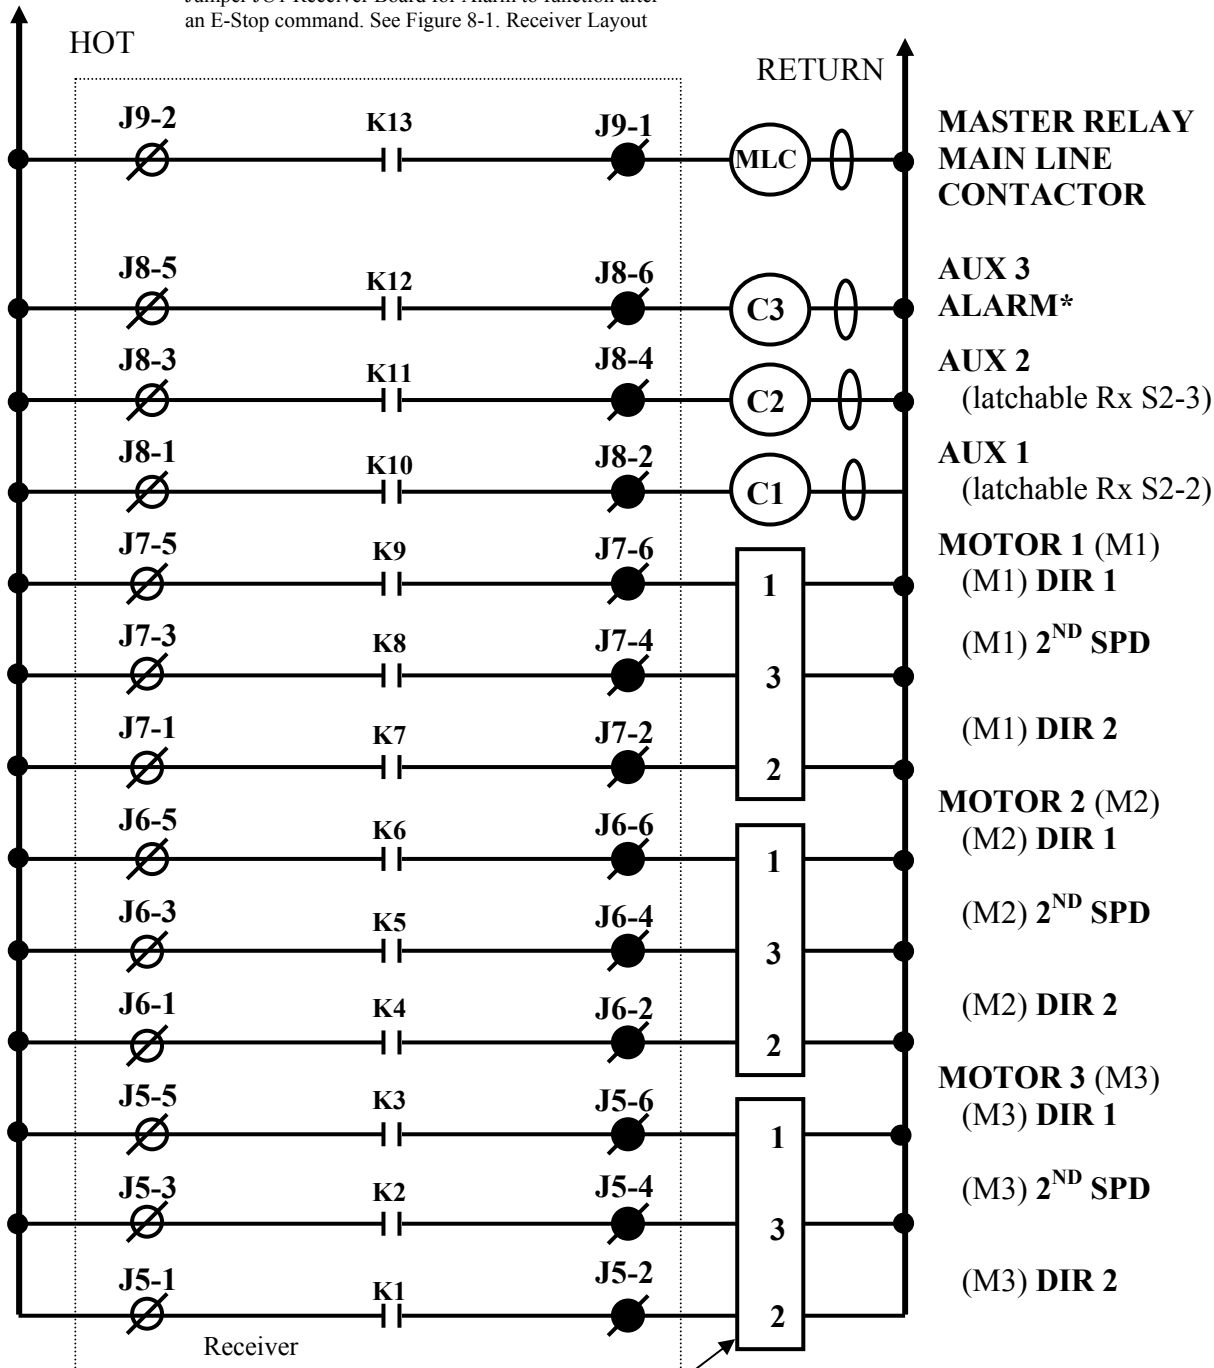 an E-Stop command. See Figure 8-1. Receiver Layout
HOT
RETURN
J9-2 K13 J9-1 MLC MASTER RELAY
MAIN LINE
CONTACTOR
J8-5 K12 J8-6 C3 AUX 3
ALARM*
J8-3 K11 J8-4 C2 AUX 2
(latchable Rx S2-3)
J8-1 K10 J8-2 C1 AUX 1
(latchable Rx S2-2)
MOTOR 1 (M1)
J7-5 K9 J7-6 1 (M1) DIR 1
J7-3 K8 J7-4 3 (M1) 2ND SPD
J7-1 K7 J7-2 2 (M1) DIR 2
MOTOR 2 (M2)
J6-5 K6 J6-6 1 (M2) DIR 1
J6-3 K5 J6-4 3 (M2) 2ND SPD
J6-1 K4 J6-2 2 (M2) DIR 2
MOTOR 3 (M3)
J5-5 K3 J5-6 1 (M3) DIR 1
J5-3 K2 J5-4 3 (M3) 2ND SPD
J5-1 K1 J5-2 2 (M3) DIR 2
Receiver